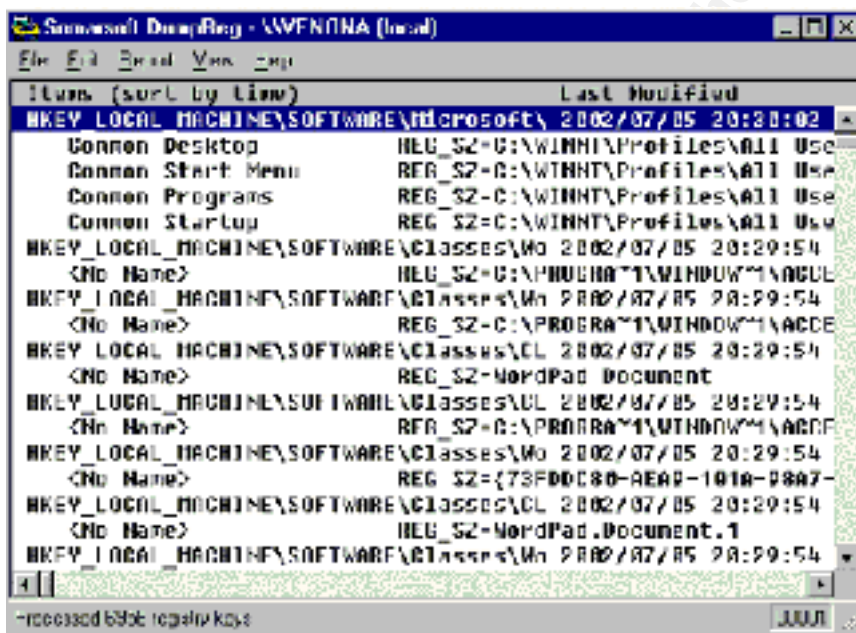 Somarsoft DumpReg - \\WENONA (local)
File Edit Report View Help
Items (sort by time) Last Modified
HKEY_LOCAL_MACHINE\SOFTWARE\Microsoft\ 2002/07/05 20:30:02
Common Desktop REG_SZ=C:\WINNT\Profiles\All Use
Common Start Menu REG_SZ=C:\WINNT\Profiles\All Use
Common Programs REG_SZ=C:\WINNT\Profiles\All Use
Common Startup REG_SZ=C:\WINNT\Profiles\All Use
HKEY_LOCAL_MACHINE\SOFTWARE\Classes\Wo 2002/07/05 20:29:54
<No Name> REG_SZ=C:\PROGRA~1\WINDOW~1\ACCE
HKEY_LOCAL_MACHINE\SOFTWARE\Classes\Wo 2002/07/05 20:29:54
<No Name> REG_SZ=C:\PROGRA~1\WINDOW~1\ACCE
HKEY_LOCAL_MACHINE\SOFTWARE\Classes\CL 2002/07/05 20:29:54
<No Name> REG_SZ=WordPad Document
HKEY_LOCAL_MACHINE\SOFTWARE\Classes\CL 2002/07/05 20:29:54
<No Name> REG_SZ=C:\PROGRA~1\WINDOW~1\ACCE
HKEY_LOCAL_MACHINE\SOFTWARE\Classes\Wo 2002/07/05 20:29:54
<No Name> REG_SZ={73FDDC80-AEA9-101A-98A7-
HKEY_LOCAL_MACHINE\SOFTWARE\Classes\CL 2002/07/05 20:29:54
<No Name> REG_SZ=WordPad.Document.1
HKEY_LOCAL_MACHINE\SOFTWARE\Classes\Wo 2002/07/05 20:29:54
Processed registry keys